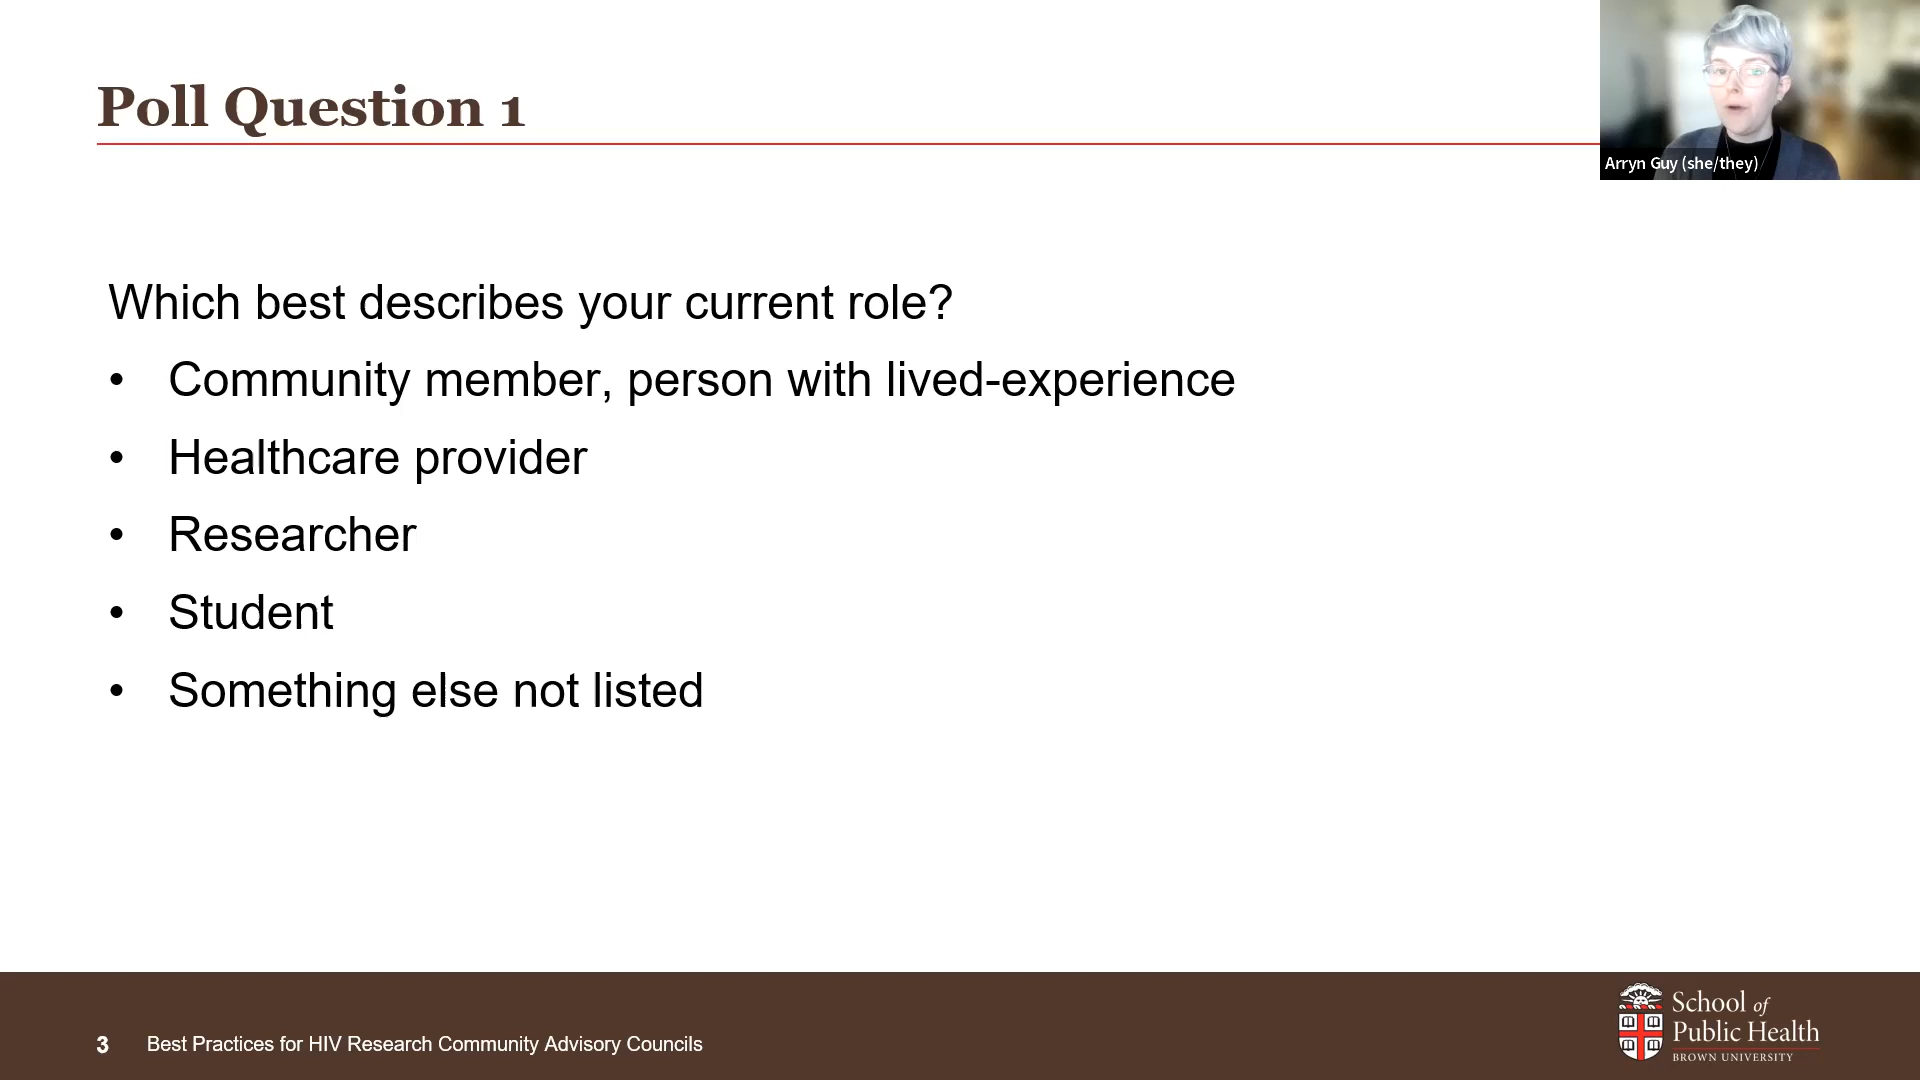 Poll Question 1
Arryn Guy (she/they)
Which best describes your current role?
• Community member, person with lived-experience
• Healthcare provider
• Researcher
• Student
• Something else not listed
3 Best Practices for HIV Research Community Advisory Councils
School of
Public Health
BROWN UNIVERSITY